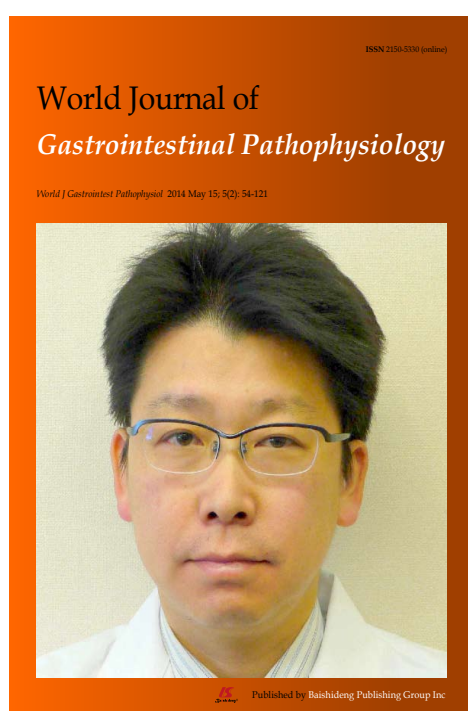 ISSN 2150-5330 (online)
World Journal of
Gastrointestinal Pathophysiology
World J Gastrointest Pathophysiol 2014 May 15; 5(2): 54-121
Published by Baishideng Publishing Group Inc